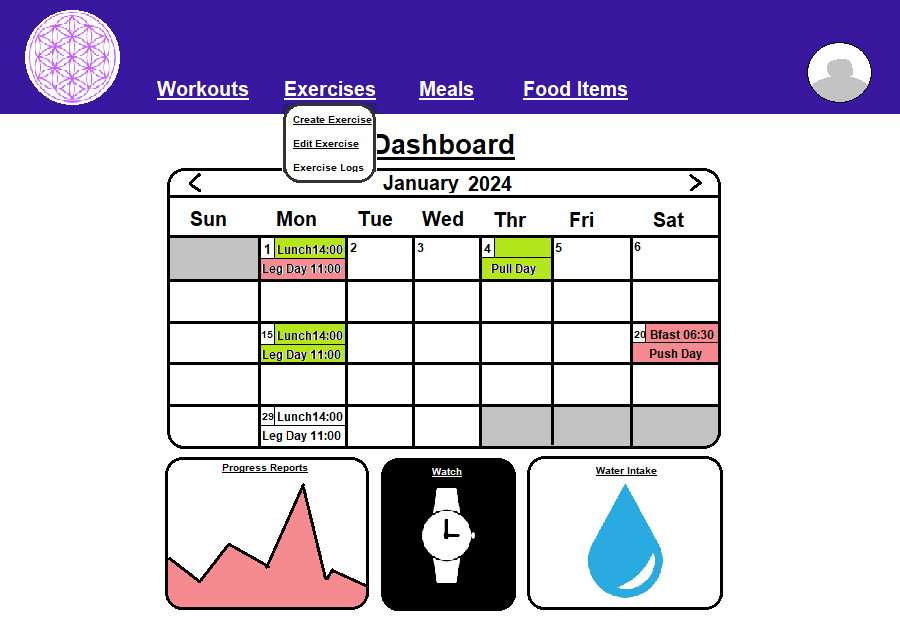 Workouts Exercises Meals Food Items
Create Exercise
Edit Exercise
Exercise Logs
Dashboard
January 2024
Sun Mon Tue Wed Thr Fri Sat
1 Lunch14:00 2 3 4 5 6
Leg Day 11:00 Pull Day
15 Lunch14:00 20 Bfast 06:30
Leg Day 11:00 Push Day
29 Lunch14:00
Leg Day 11:00
Progress Reports Watch Water Intake